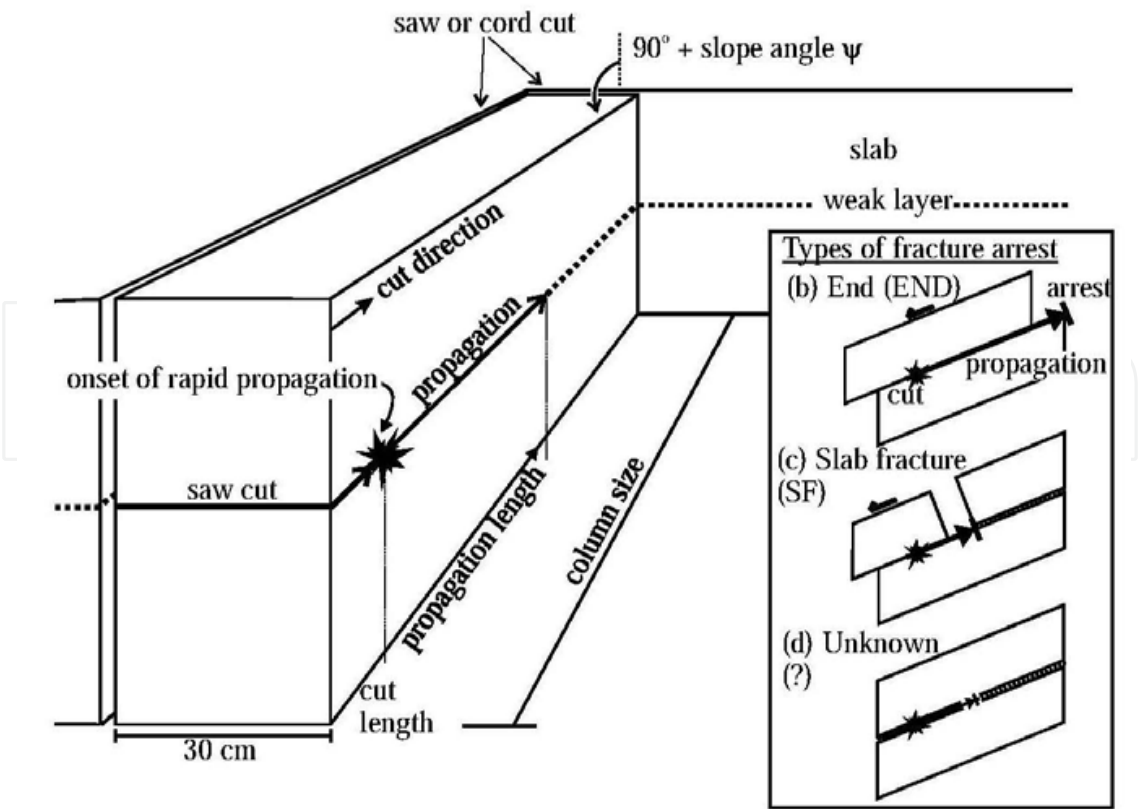 saw or cord cut
90° + slope angle ψ
slab
weak layer
cut direction
propagation
onset of rapid propagation
saw cut
propagation length
column size
cut
length
30 cm
Types of fracture arrest
(b) End (END)
arrest
propagation
cut
(c) Slab fracture
(SF)
(d) Unknown
(?)